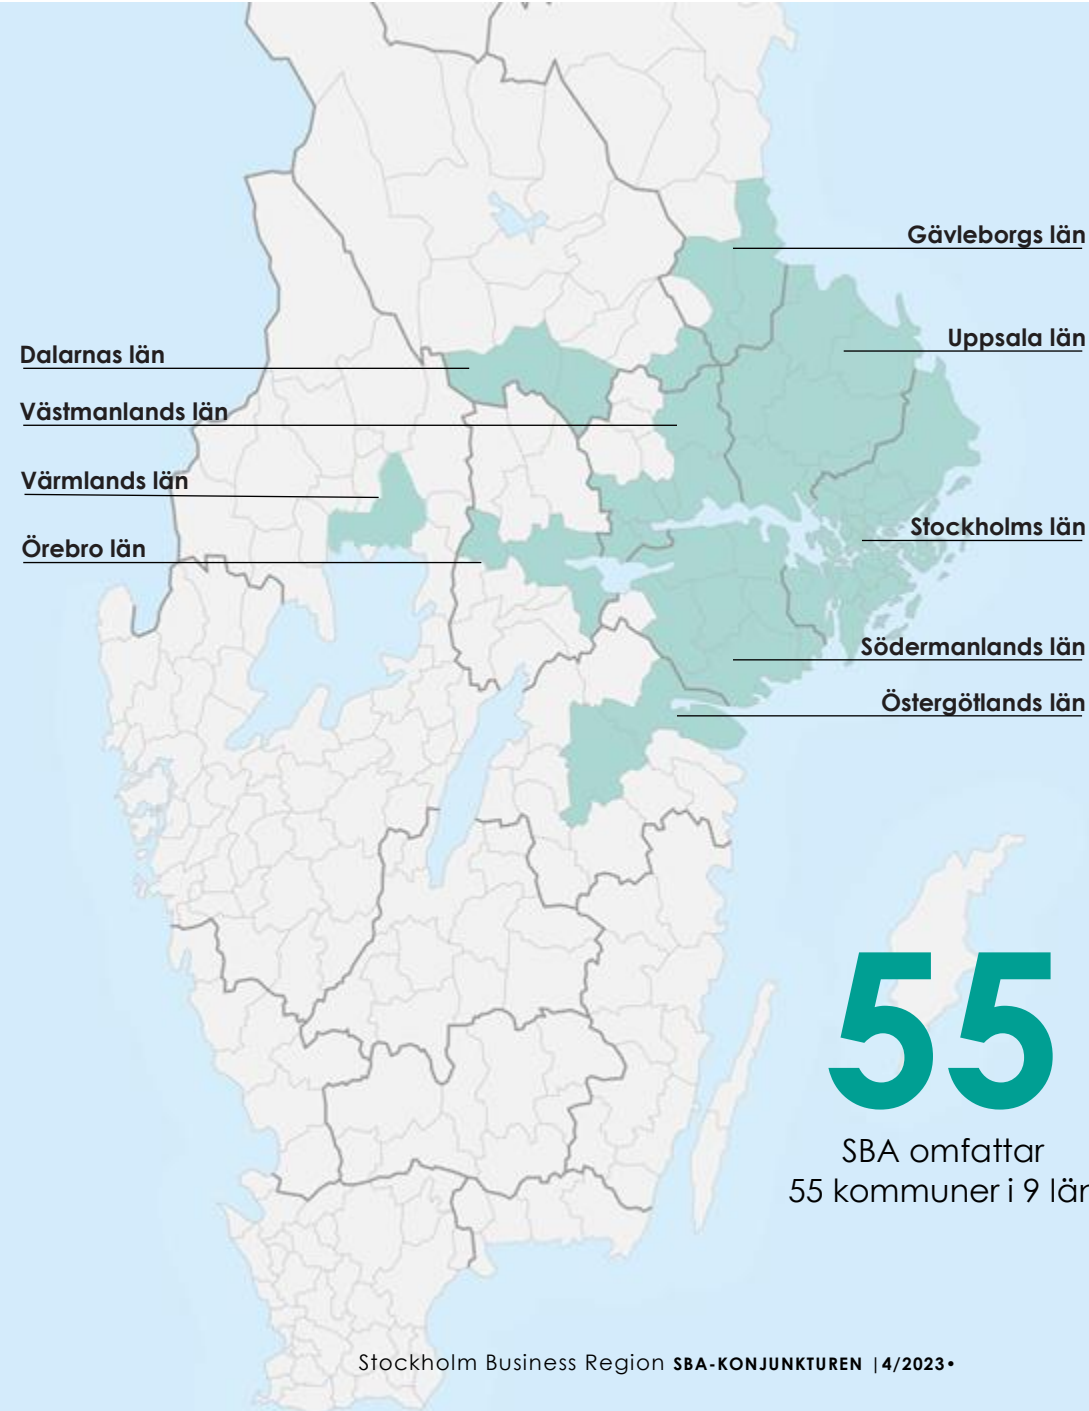 Gävleborgs län
Uppsala län
Dalarnas län
Västmanlands län
Värmlands län
Stockholms län
Örebro län
Södermanlands län
Östergötlands län
55
SBA omfattar
55 kommuner i 9 län
Stockholm Business Region SBA-KONJUNKTUREN |4/2023•